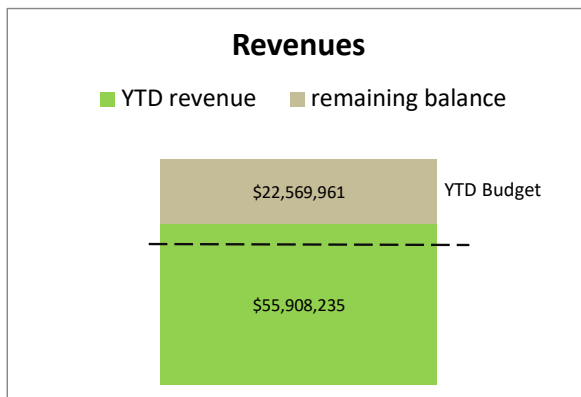 Revenues
YTD revenue remaining balance
$22,569,961
YTD Budget
$55,908,235